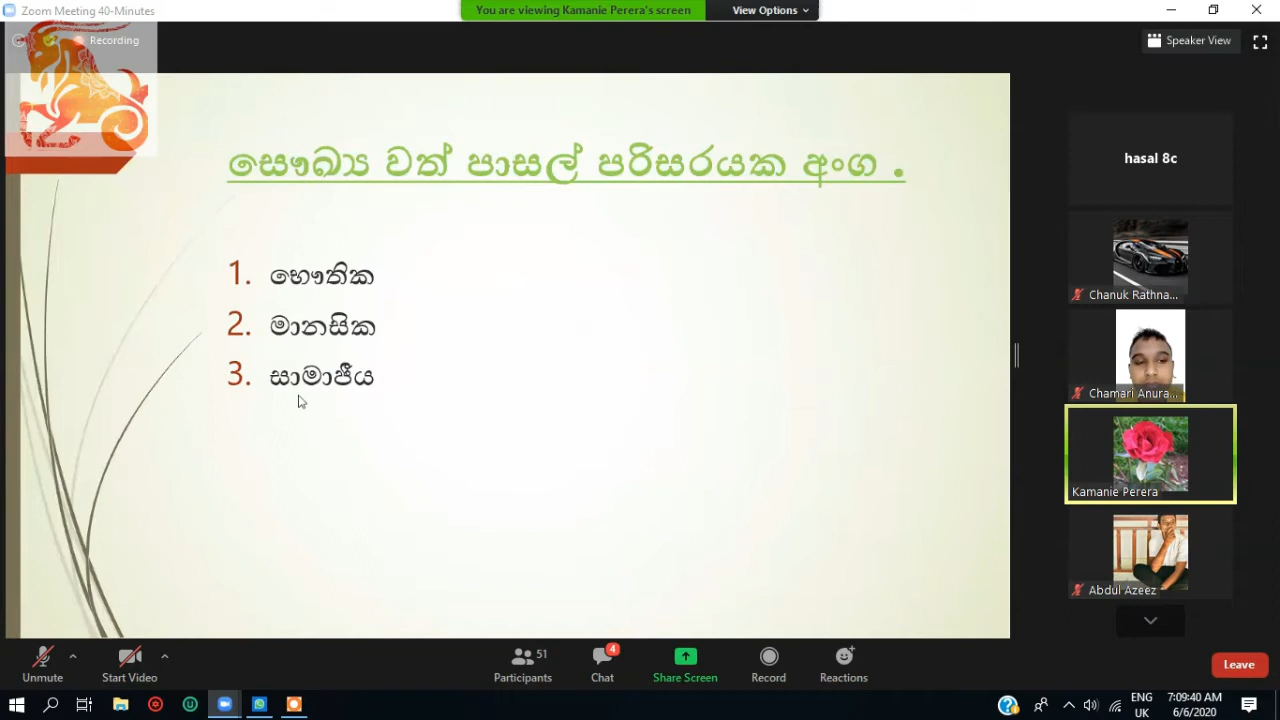 Zoom Meeting 40-Minutes
You are viewing Kamanie Perera's screen
View Options
Recording
Speaker View
සෞඛ්‍ය වත් පාසල් පරිසරයක අංග .
1. භෞතික
2. මානසික
3. සාමාජීය
hasal 8c
Chanuk Rathna...
Chamari Anura...
Kamanie Perera
Abdul Azeez
Unmute
Start Video
51
Participants
4
Chat
Share Screen
Record
Reactions
Leave
ENG
UK
7:09:40 AM
6/6/2020